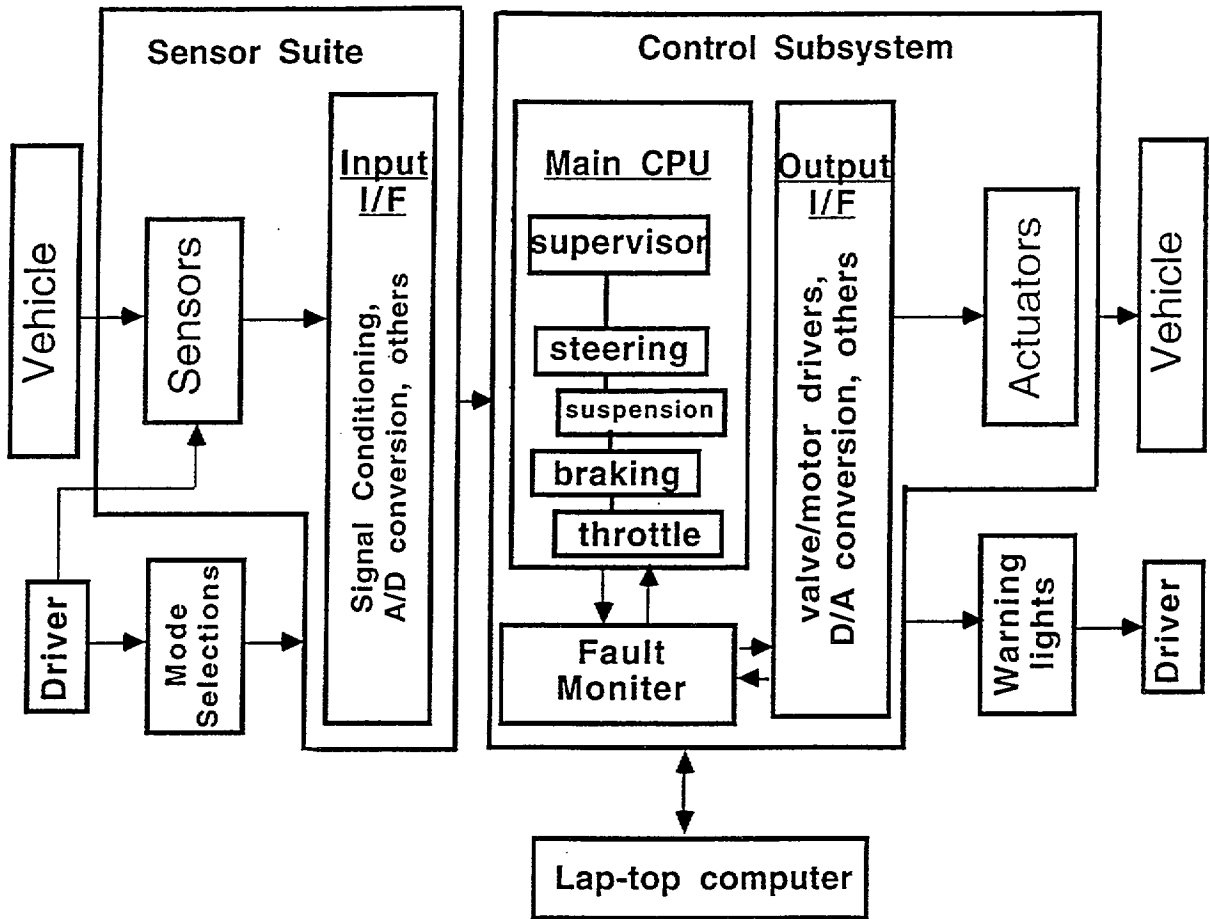 Sensor Suite
Control Subsystem
Vehicle
Sensors
Input
I/F
Signal Conditioning,
A/D conversion, others
Driver
Mode
Selections
Main CPU
supervisor
steering
suspension
braking
throttle
Fault
Moniter
Output
I/F
valve/motor drivers,
D/A conversion, others
Actuators
Vehicle
Warning
lights
Driver
Lap-top computer